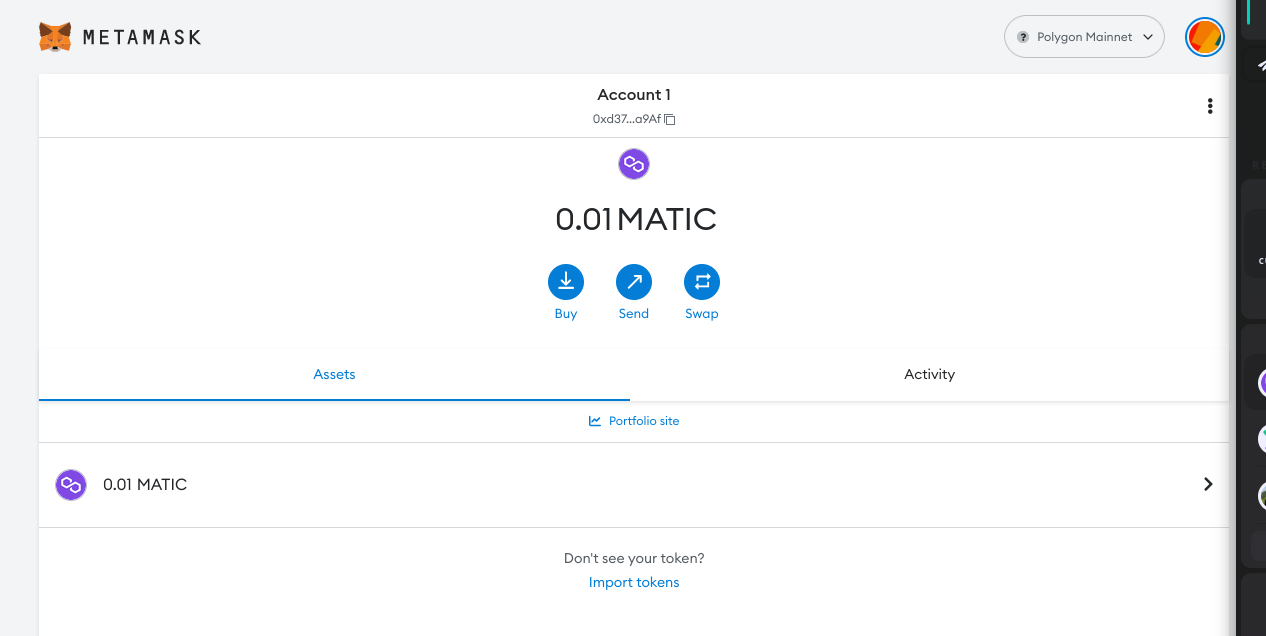 METAMASK
Polygon Mainnet
Account 1
0xd37...a9Af
0.01 MATIC
Buy
Send
Swap
Assets
Activity
Portfolio site
0.01 MATIC
Don't see your token?
Import tokens